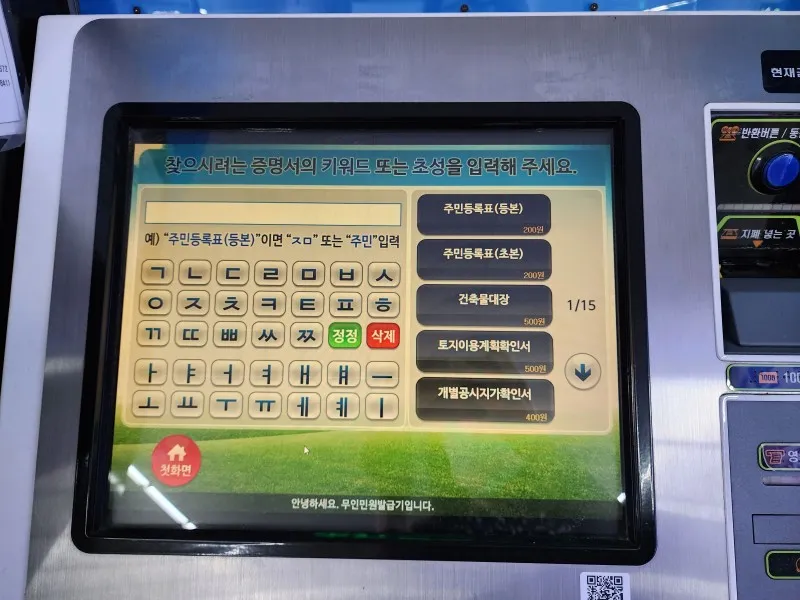 찾으시려는 증명서의 키워드 또는 초성을 입력해 주세요.
예) "주민등록표(등본)"이면 "ㅈㅁ" 또는 "주민"입력
ㄱ ㄴ ㄷ ㄹ ㅁ ㅂ ㅅ
ㅇ ㅈ ㅊ ㅋ ㅌ ㅍ ㅎ
ㄲ ㄸ ㅃ ㅆ ㅉ 정정 삭제
ㅏ ㅑ ㅓ ㅕ ㅐ ㅒ ㅡ
ㅗ ㅛ ㅜ ㅠ ㅔ ㅖ ㅣ
주민등록표(등본)
200원
주민등록표(초본)
200원
건축물대장
500원
토지이용계획확인서
500원
개별공시지가확인서
400원
1/15
첫화면
안녕하세요. 무인민원발급기입니다.
반환버튼 /
지폐 넣는 곳